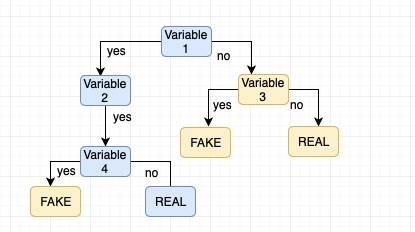 Variable
1
yes
no
Variable
2
Variable
3
yes
yes
no
FAKE
REAL
Variable
4
yes
no
FAKE
REAL